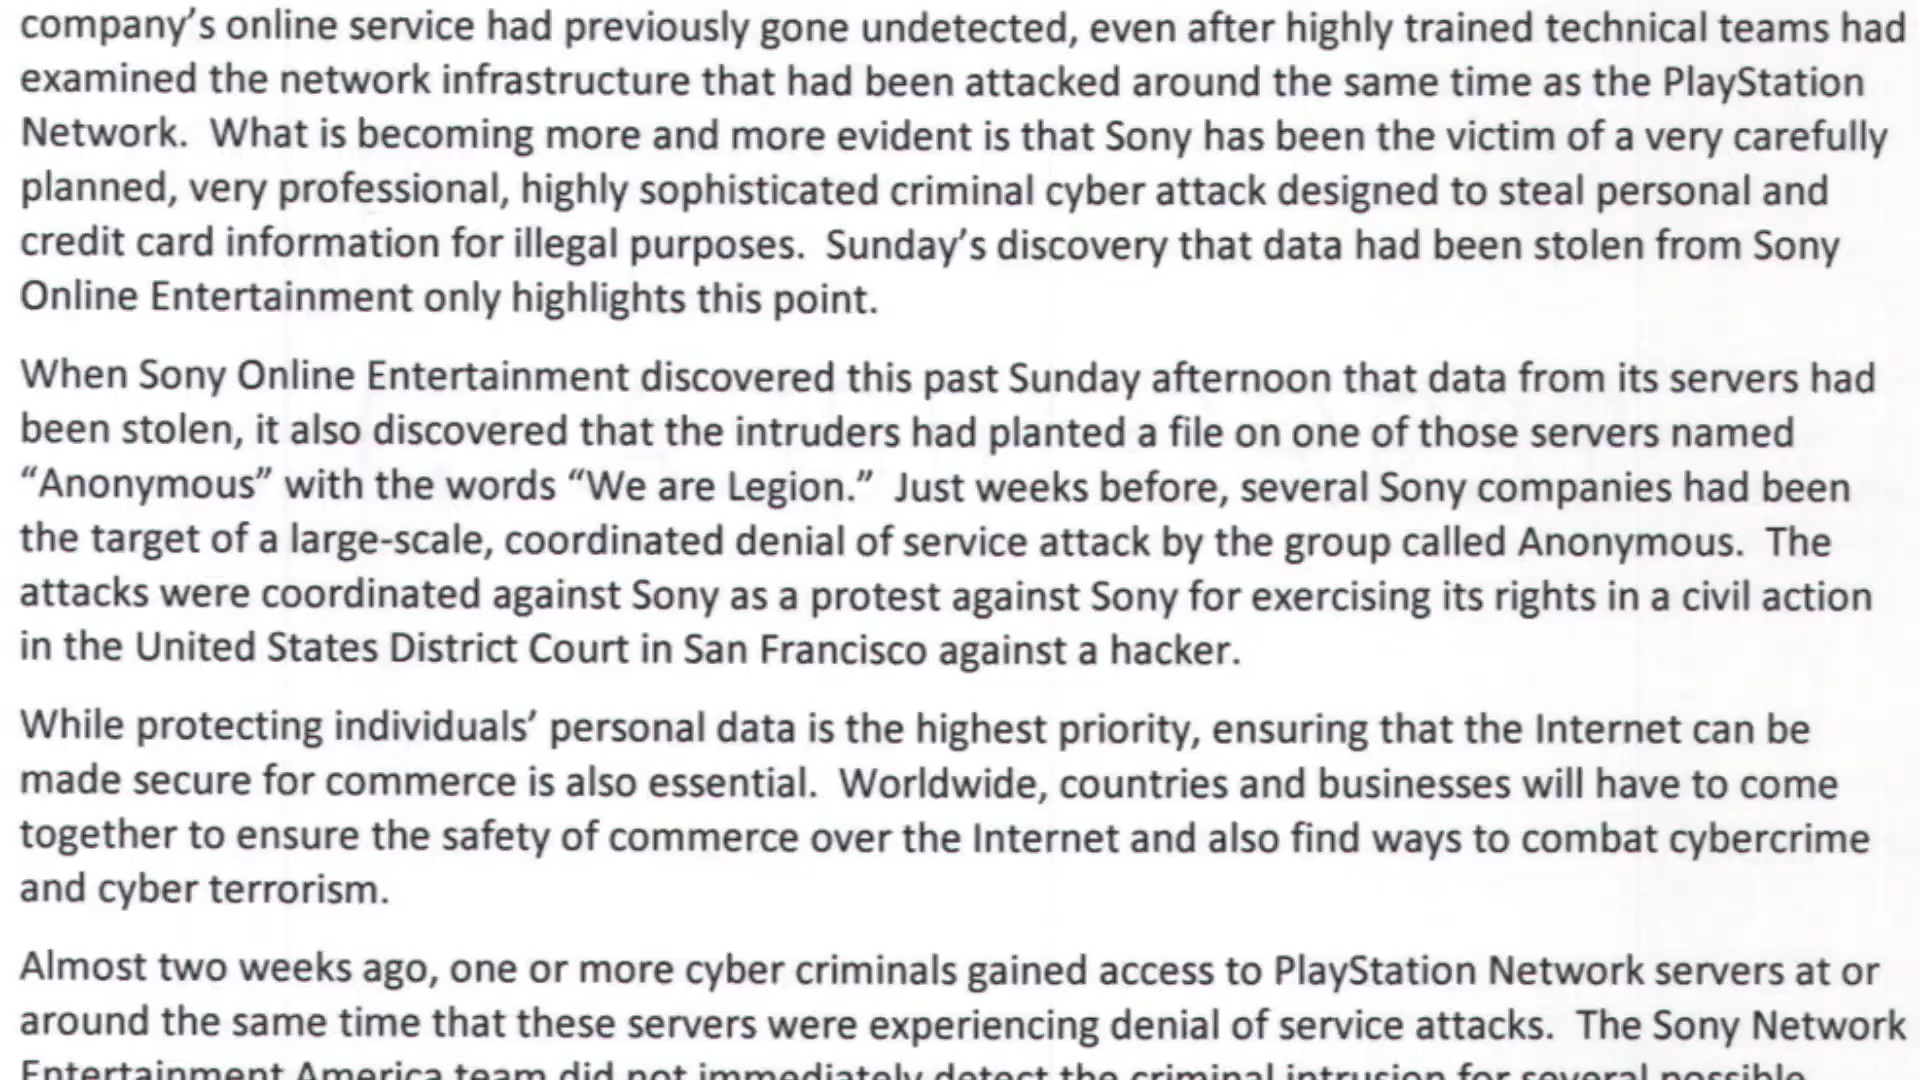 company’s online service had previously gone undetected, even after highly trained technical teams had
examined the network infrastructure that had been attacked around the same time as the PlayStation
Network.  What is becoming more and more evident is that Sony has been the victim of a very carefully
planned, very professional, highly sophisticated criminal cyber attack designed to steal personal and
credit card information for illegal purposes.  Sunday’s discovery that data had been stolen from Sony
Online Entertainment only highlights this point.
When Sony Online Entertainment discovered this past Sunday afternoon that data from its servers had
been stolen, it also discovered that the intruders had planted a file on one of those servers named
“Anonymous” with the words “We are Legion.”  Just weeks before, several Sony companies had been
the target of a large-scale, coordinated denial of service attack by the group called Anonymous.  The
attacks were coordinated against Sony as a protest against Sony for exercising its rights in a civil action
in the United States District Court in San Francisco against a hacker.
While protecting individuals’ personal data is the highest priority, ensuring that the Internet can be
made secure for commerce is also essential.  Worldwide, countries and businesses will have to come
together to ensure the safety of commerce over the Internet and also find ways to combat cybercrime
and cyber terrorism.
Almost two weeks ago, one or more cyber criminals gained access to PlayStation Network servers at or
around the same time that these servers were experiencing denial of service attacks.  The Sony Network
Entertainment America team did not immediately detect the criminal intrusion for several possible